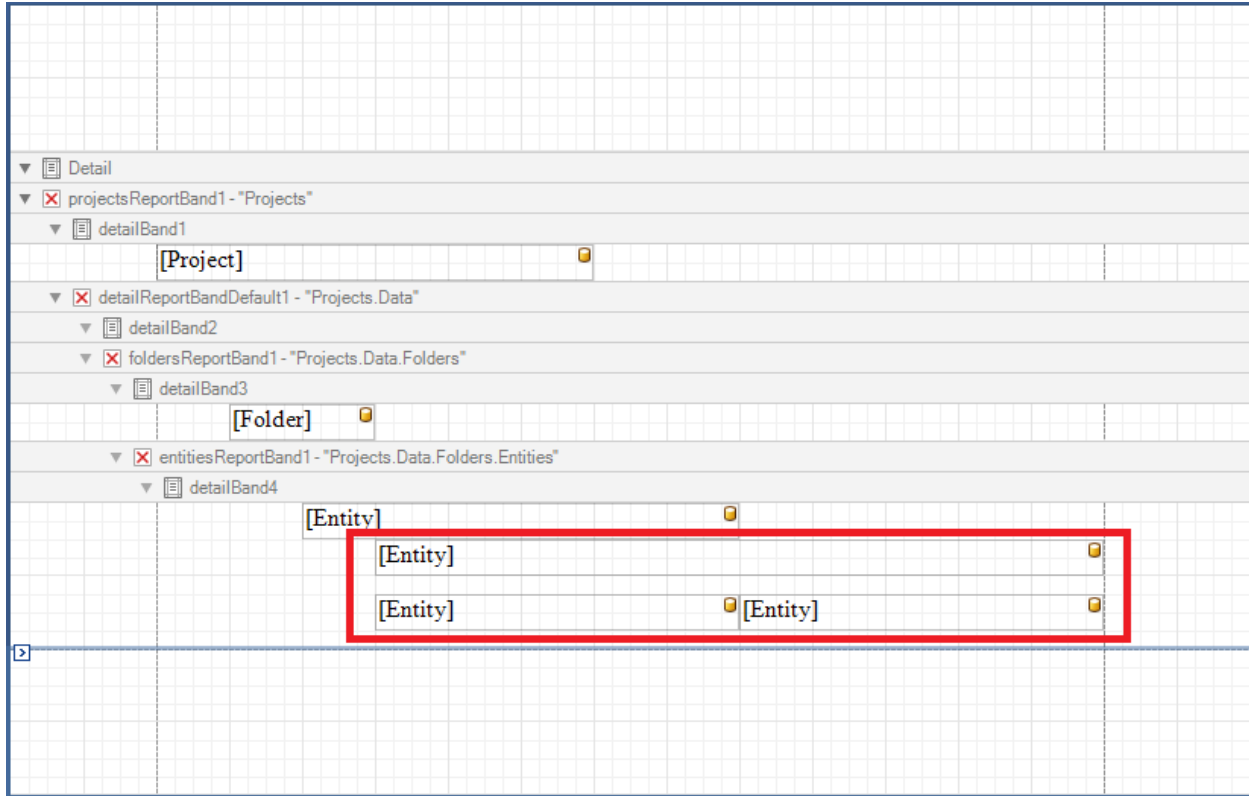 Detail
projectsReportBand1 - "Projects"
detailBand1
[Project]
detailReportBandDefault1 - "Projects.Data"
detailBand2
foldersReportBand1 - "Projects.Data.Folders"
detailBand3
[Folder]
entitiesReportBand1 - "Projects.Data.Folders.Entities"
detailBand4
[Entity]
[Entity]
[Entity] [Entity]